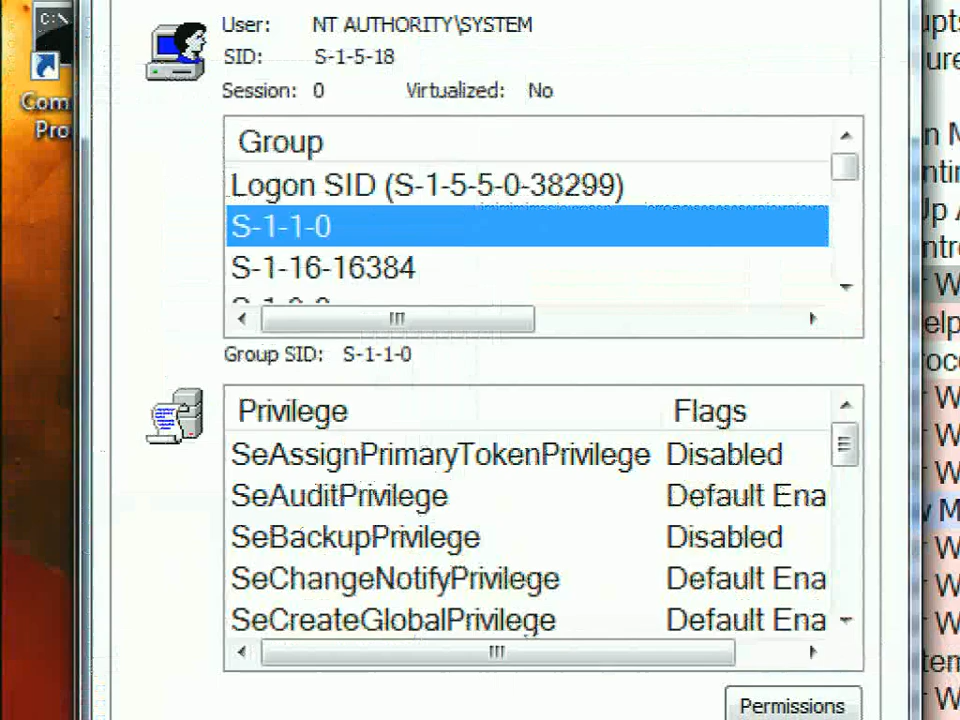 User: NT AUTHORITY\SYSTEM
SID: S-1-5-18
Session: 0 Virtualized: No
Com
Pro
Group
Logon SID (S-1-5-5-0-38299)
S-1-1-0
S-1-16-16384
Group SID: S-1-1-0
Privilege Flags
SeAssignPrimaryTokenPrivilege Disabled
SeAuditPrivilege Default Ena
SeBackupPrivilege Disabled
SeChangeNotifyPrivilege Default Ena
SeCreateGlobalPrivilege Default Ena
Permissions